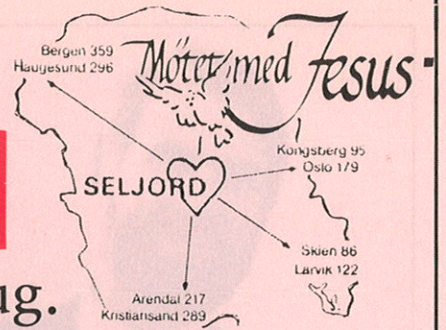 Bergen 359
Haugesund 296
Møtet med Jesus
Kongsberg 95
Oslo 179
SELJORD
Skien 86
Larvik 122
Arendal 217
Kristiansand 289
ug.